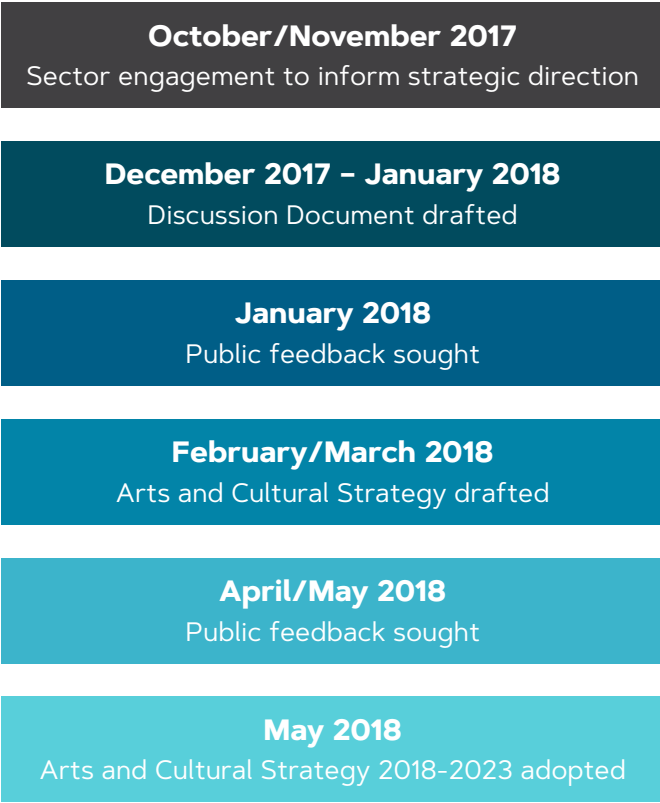 October/November 2017
Sector engagement to inform strategic direction
December 2017 – January 2018
Discussion Document drafted
January 2018
Public feedback sought
February/March 2018
Arts and Cultural Strategy drafted
April/May 2018
Public feedback sought
May 2018
Arts and Cultural Strategy 2018-2023 adopted